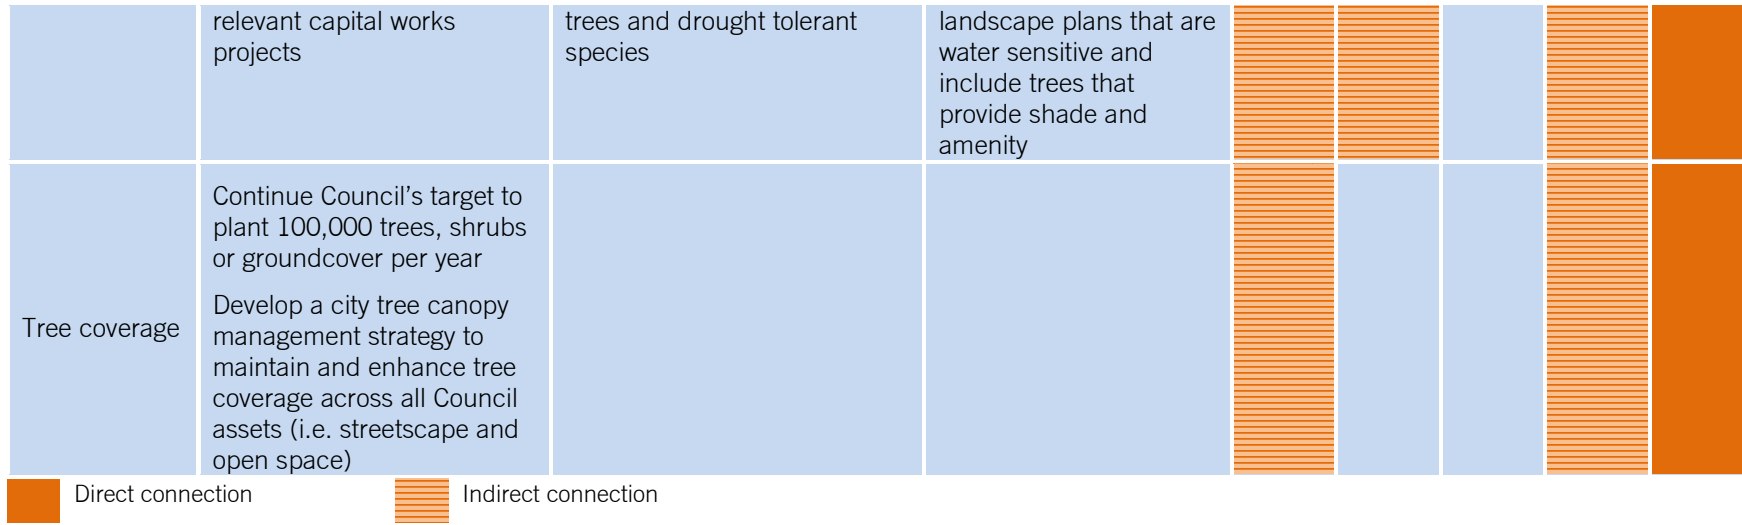 relevant capital works
projects
trees and drought tolerant
species
landscape plans that are
water sensitive and
include trees that
provide shade and
amenity
Tree coverage
Continue Council’s target to
plant 100,000 trees, shrubs
or groundcover per year
Develop a city tree canopy
management strategy to
maintain and enhance tree
coverage across all Council
assets (i.e. streetscape and
open space)
Direct connection
Indirect connection